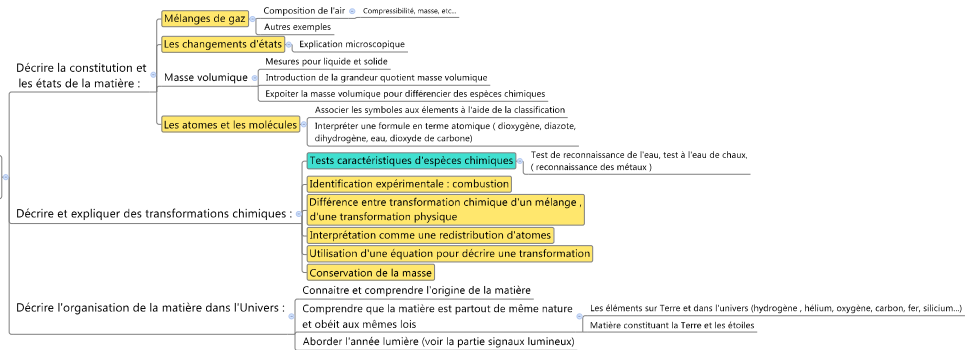 Mélanges de gaz
Composition de l'air
Compressibilité, masse, etc...
Autres exemples
Les changements d'états
Explication microscopique
Décrire la constitution et
les états de la matière :
Masse volumique
Mesures pour liquide et solide
Introduction de la grandeur quotient masse volumique
Expoiter la masse volumique pour différencier des espèces chimiques
Les atomes et les molécules
Associer les symboles aux élements à l'aide de la classification
Interpréter une formule en terme atomique ( dioxygène, diazote,
dihydrogène, eau, dioxyde de carbone)
Décrire et expliquer des transformations chimiques :
Tests caractéristiques d'espèces chimiques
Test de reconnaissance de l'eau, test à l'eau de chaux,
( reconnaissance des métaux )
Identification expérimentale : combustion
Différence entre transformation chimique d'un mélange ,
d'une transformation physique
Interprétation comme une redistribution d'atomes
Utilisation d'une équation pour décrire une transformation
Conservation de la masse
Décrire l'organisation de la matière dans l'Univers :
Connaitre et comprendre l'origine de la matière
Comprendre que la matière est partout de même nature
et obéit aux mêmes lois
Les éléments sur Terre et dans l'univers (hydrogène , hélium, oxygène, carbon, fer, silicium...)
Matière constituant la Terre et les étoiles
Aborder l'année lumière (voir la partie signaux lumineux)